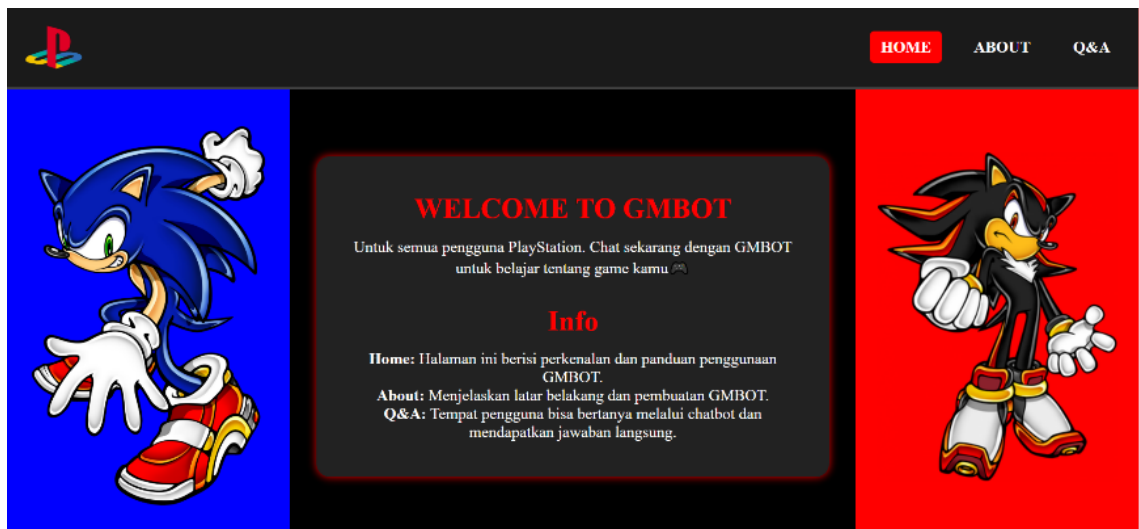 HOME ABOUT Q&A
WELCOME TO GMBOT
Untuk semua pengguna PlayStation. Chat sekarang dengan GMBOT
untuk belajar tentang game kamu 🎮
Info
Home: Halaman ini berisi perkenalan dan panduan penggunaan
GMBOT.
About: Menjelaskan latar belakang dan pembuatan GMBOT.
Q&A: Tempat pengguna bisa bertanya melalui chatbot dan
mendapatkan jawaban langsung.